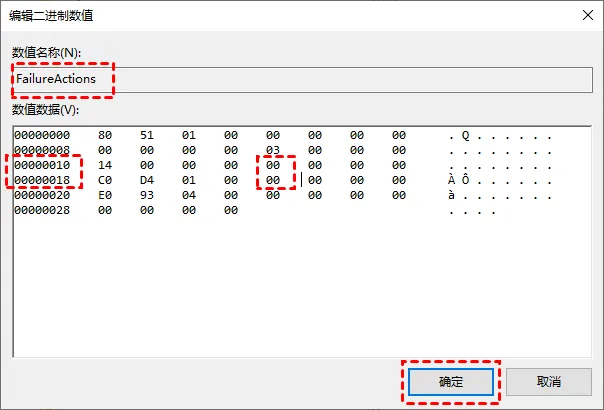 编辑二进制数值
数值名称(N):
FailureActions
数值数据(V):
00000000 80 51 01 00 00 00 00 00 . Q . . . . . .
00000008 00 00 00 00 03 00 00 00 . . . . . . . .
00000010 14 00 00 00 00 00 00 00 . . . . . . . .
00000018 C0 D4 01 00 00 00 00 00 À Ô . . . . . .
00000020 E0 93 04 00 00 00 00 00 à . . . . . . .
00000028 00 00 00 00 . . . .
确定 取消